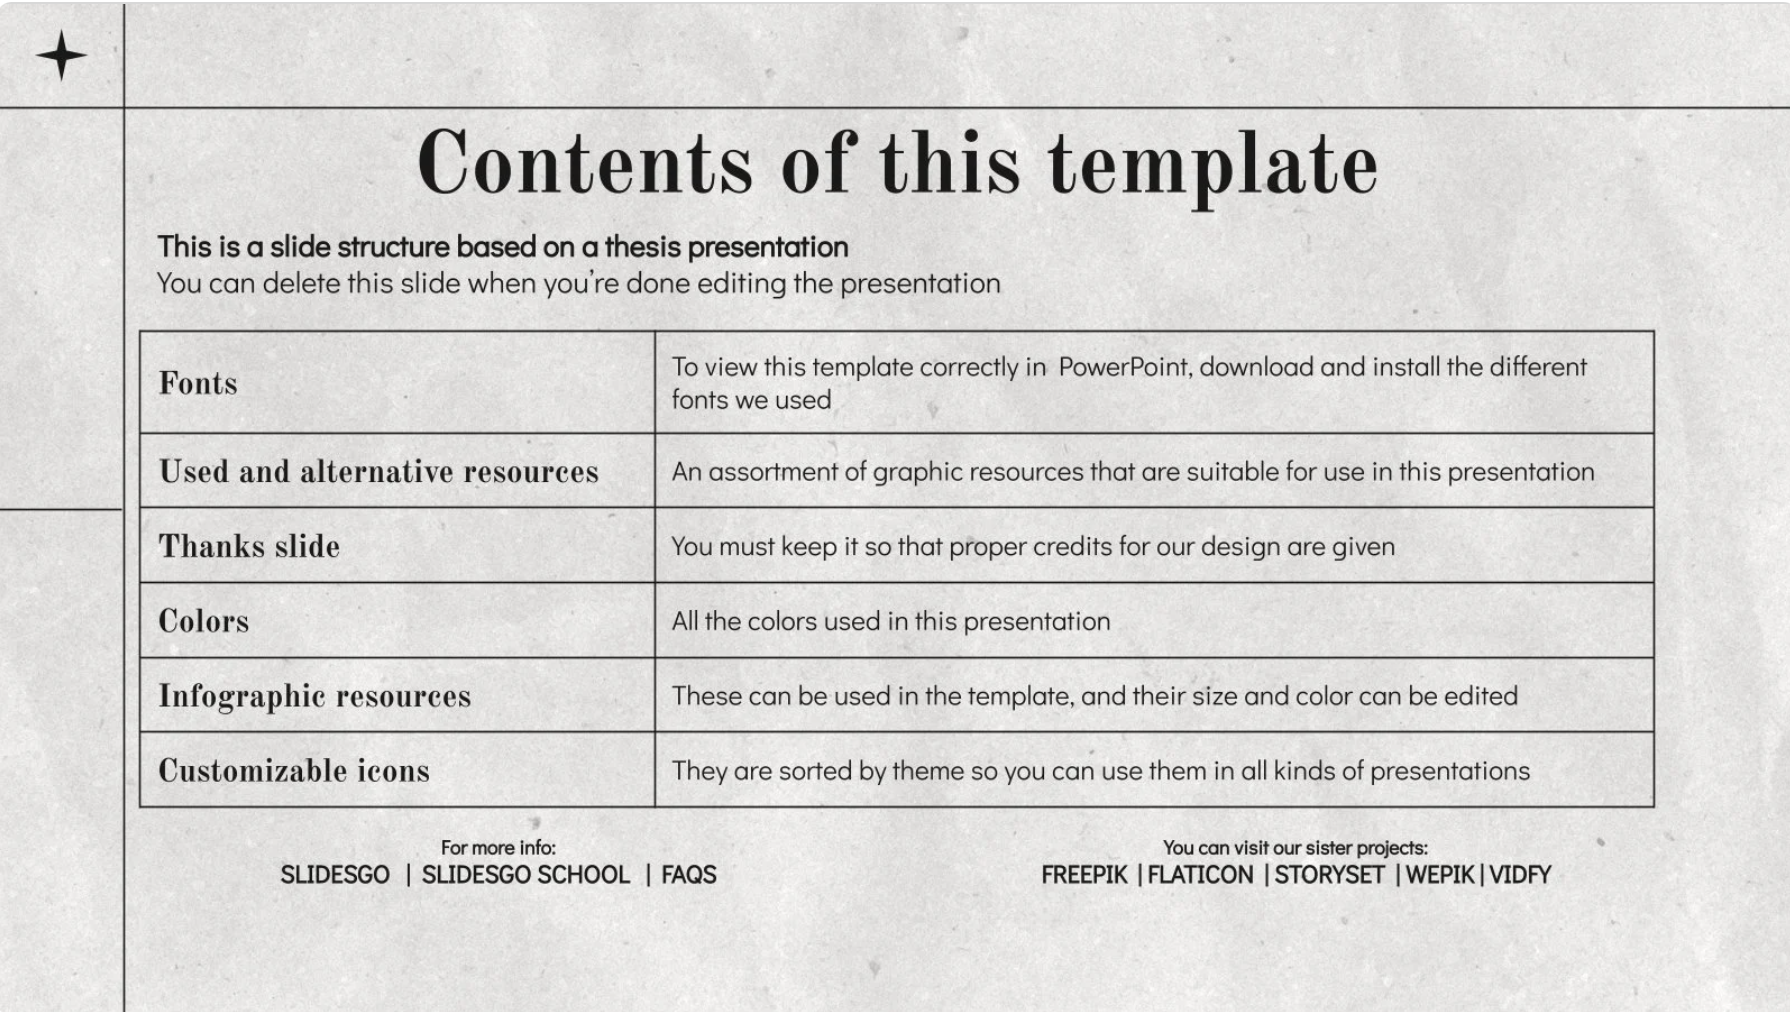 Contents of this template
This is a slide structure based on a thesis presentation
You can delete this slide when you’re done editing the presentation
Fonts
To view this template correctly in  PowerPoint, download and install the different
fonts we used
Used and alternative resources
An assortment of graphic resources that are suitable for use in this presentation
Thanks slide
You must keep it so that proper credits for our design are given
Colors
All the colors used in this presentation
Infographic resources
These can be used in the template, and their size and color can be edited
Customizable icons
They are sorted by theme so you can use them in all kinds of presentations
For more info:
SLIDESGO | SLIDESGO SCHOOL | FAQS
You can visit our sister projects:
FREEPIK | FLATICON | STORYSET | WEPIK | VIDFY